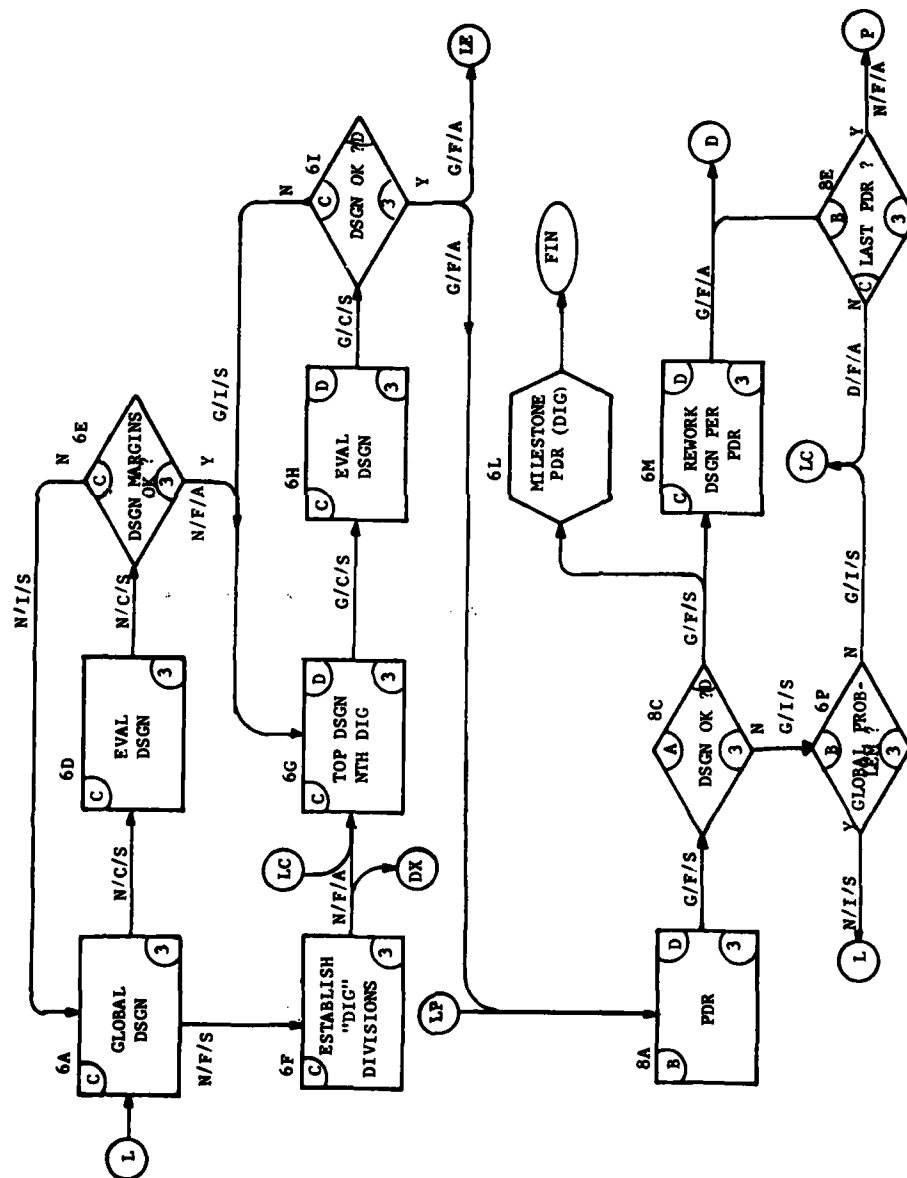 L
6A
C
GLOBAL
DSGN
3
N/C/S
6D
C
EVAL
DSGN
3
N/C/S
6E
C
DSGN MARGINS
OK ?
3
N
N/I/S
Y
N/F/A
N/F/S
6F
C
ESTABLISH
"DIG"
DIVISIONS
3
N/F/A
LC
DX
6G
C
D
TOP DSGN
NTH DIG
3
G/C/S
6H
C
D
EVAL
DSGN
3
G/C/S
6I
C
DSGN OK ?
D
3
N
G/I/S
Y
G/F/A
G/F/A
LE
LP
8A
B
D
PDR
3
G/F/S
8C
A
DSGN OK ?
D
3
G/F/S
6L
MILESTONE
PDR (DIG)
FIN
6M
C
D
REWORK
DSGN PER
PDR
3
G/F/A
D
N
G/I/S
6P
B
GLOBAL PROB-
LEM ?
3
Y
N/I/S
L
N
G/I/S
LC
D/F/A
N
8E
B
C
LAST PDR ?
3
Y
N/F/A
P